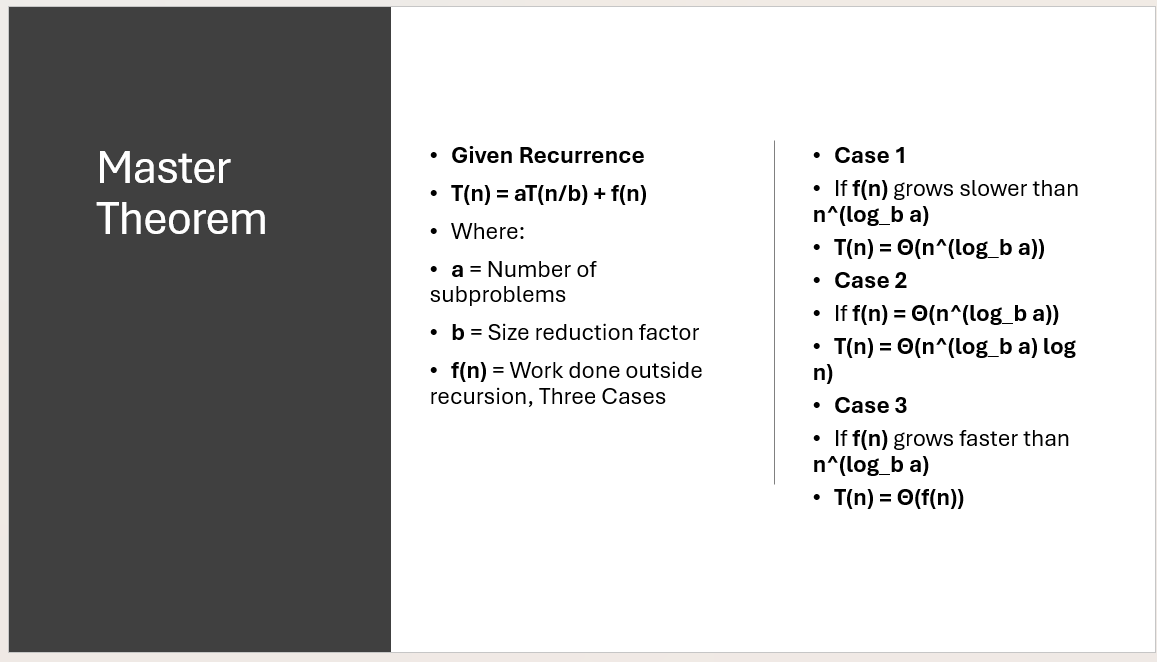 Master
Theorem
• Given Recurrence
• T(n) = aT(n/b) + f(n)
• Where:
• a = Number of
subproblems
• b = Size reduction factor
• f(n) = Work done outside
recursion, Three Cases
• Case 1
• If f(n) grows slower than
n^(log_b a)
• T(n) = Θ(n^(log_b a))
• Case 2
• If f(n) = Θ(n^(log_b a))
• T(n) = Θ(n^(log_b a) log
n)
• Case 3
• If f(n) grows faster than
n^(log_b a)
• T(n) = Θ(f(n))